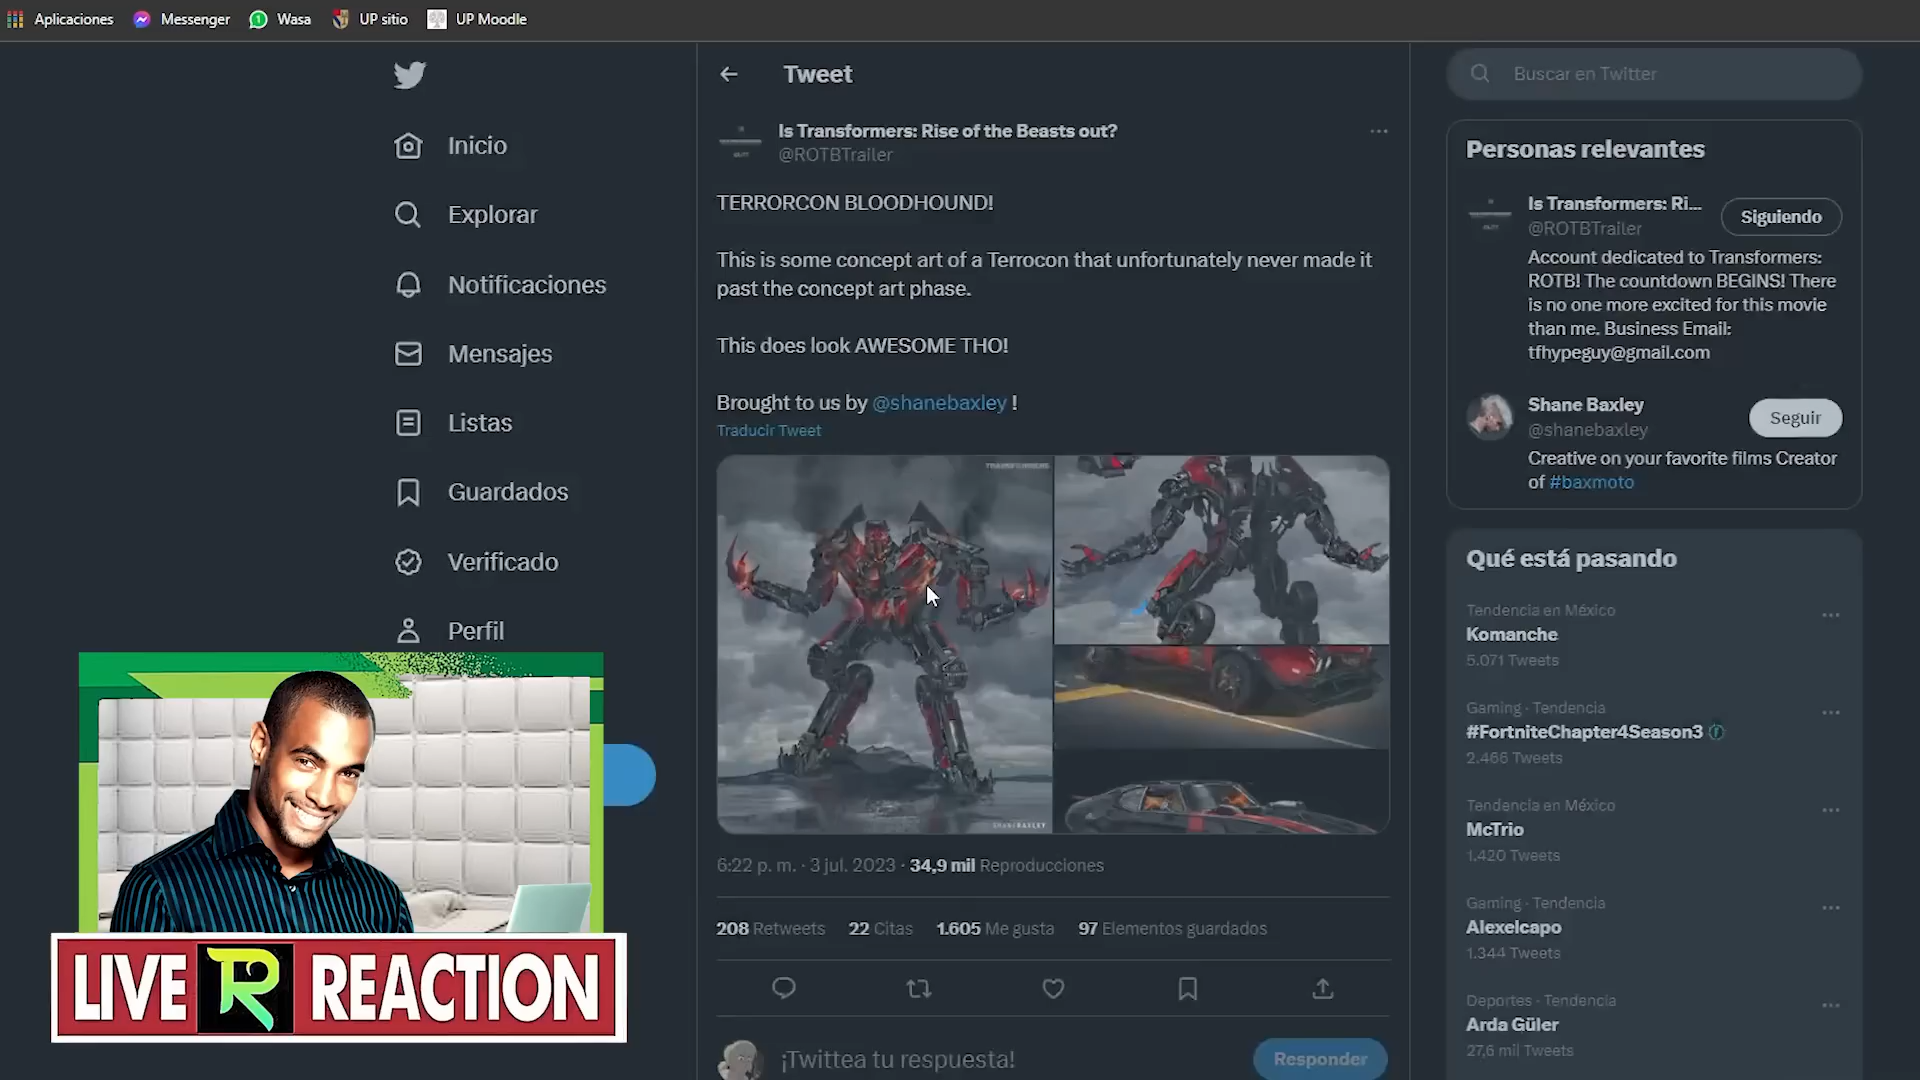 Aplicaciones
Messenger
Wasa
UP sitio
UP Moodle
Inicio
Explorar
Notificaciones
Mensajes
Listas
Guardados
Verificado
Perfil
LIVE R REACTION
Tweet
Is Transformers: Rise of the Beasts out?
@ROTBTrailer
TERRORCON BLOODHOUND!
This is some concept art of a Terrocon that unfortunately never made it
past the concept art phase.
This does look AWESOME THO!
Brought to us by @shanebaxley !
Traducir Tweet
TRANSFORMERS
SHANEBAXLEY
6:22 p. m. · 3 jul. 2023 · 34,9 mil Reproducciones
208 Retweets 22 Citas 1.605 Me gusta 97 Elementos guardados
¡Twittea tu respuesta!
Responder
Buscar en Twitter
Personas relevantes
Is Transformers: Ri...
@ROTBTrailer
Siguiendo
Account dedicated to Transformers:
ROTB! The countdown BEGINS! There
is no one more excited for this movie
than me. Business Email:
tfhypeguy@gmail.com
Shane Baxley
@shanebaxley
Seguir
Creative on your favorite films Creator
of #baxmoto
Qué está pasando
Tendencia en México
Komanche
5.071 Tweets
Gaming · Tendencia
#FortniteChapter4Season3
2.466 Tweets
Tendencia en México
McTrio
1.420 Tweets
Gaming · Tendencia
Alexelcapo
1.344 Tweets
Deportes · Tendencia
Arda Güler
27,6 mil Tweets